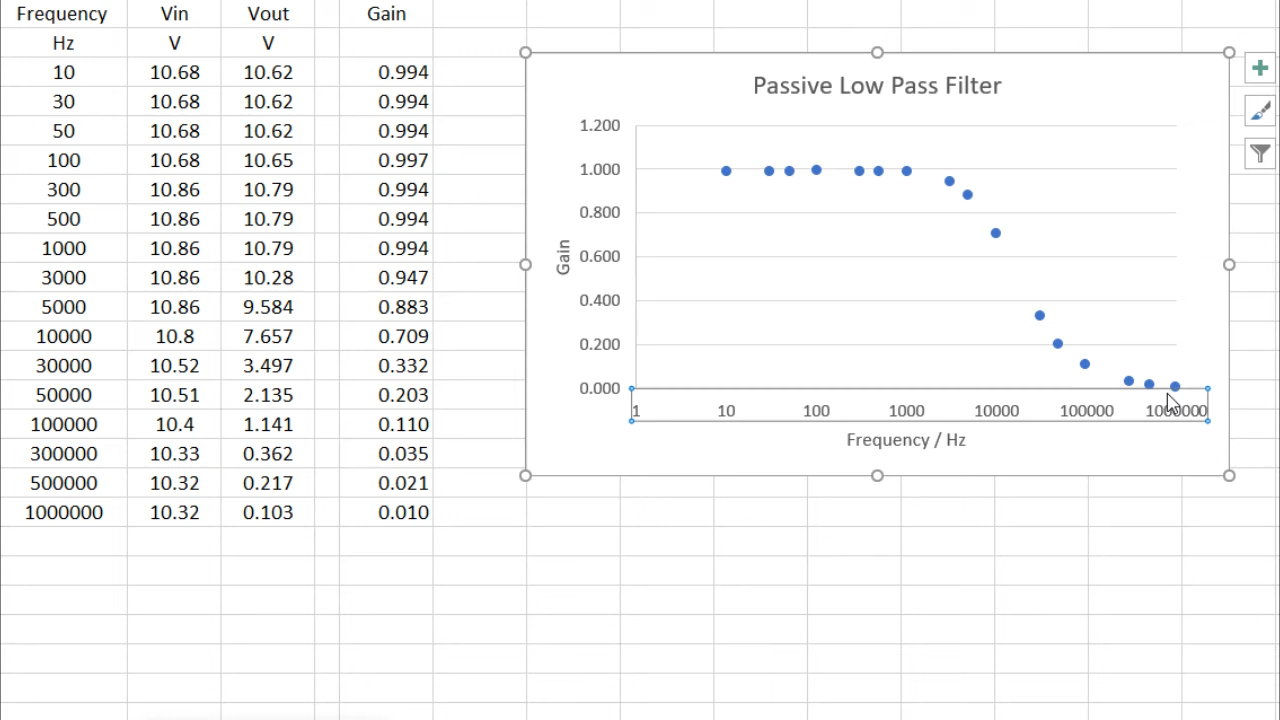 Frequency Vin Vout Gain
Hz V V
10 10.68 10.62 0.994
30 10.68 10.62 0.994
50 10.68 10.62 0.994
100 10.68 10.65 0.997
300 10.86 10.79 0.994
500 10.86 10.79 0.994
1000 10.86 10.79 0.994
3000 10.86 10.28 0.947
5000 10.86 9.584 0.883
10000 10.8 7.657 0.709
30000 10.52 3.497 0.332
50000 10.51 2.135 0.203
100000 10.4 1.141 0.110
300000 10.33 0.362 0.035
500000 10.32 0.217 0.021
1000000 10.32 0.103 0.010
Passive Low Pass Filter
1.200
1.000
0.800
0.600
0.400
0.200
0.000
Gain
1 10 100 1000 10000 100000 1000000
Frequency / Hz